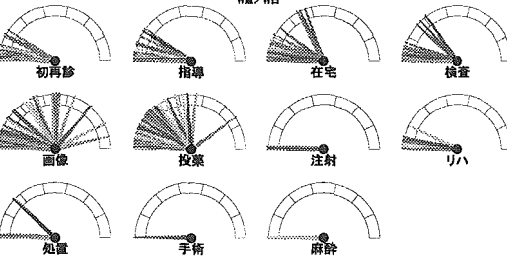 初再診 指導 在宅 検査
画像 投薬 注射 リハ
処置 手術 麻酔